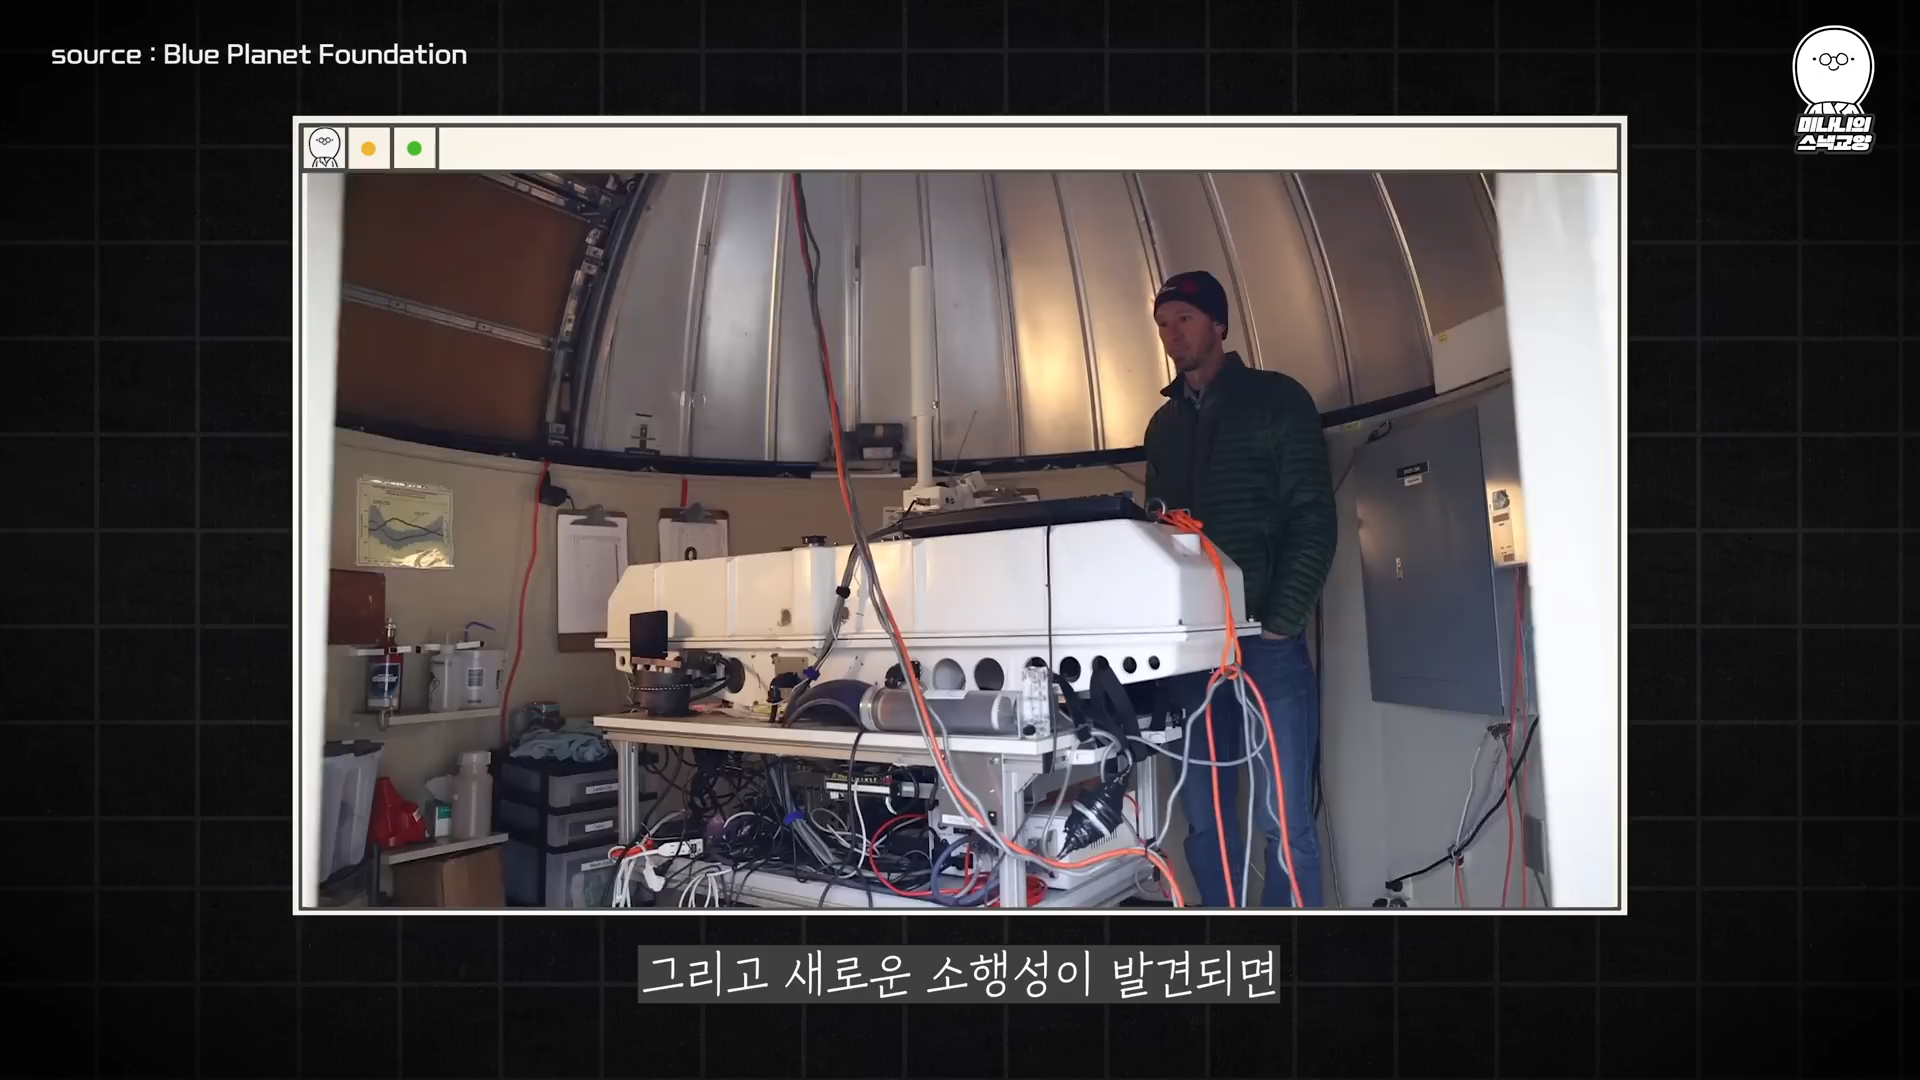 source : Blue Planet Foundation
미나니의
스낵교양
그리고 새로운 소행성이 발견되면